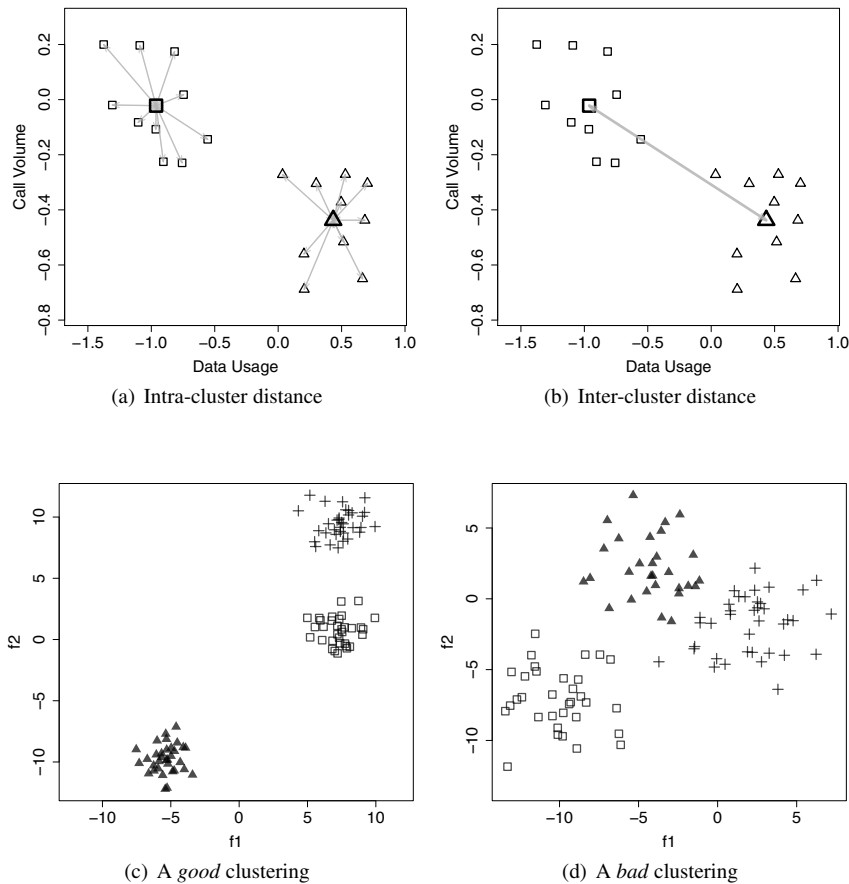 0.2
0.0
−0.2
−0.4
−0.6
−0.8
Call Volume
−1.5 −1.0 −0.5 0.0 0.5 1.0
Data Usage
(a) Intra-cluster distance
0.2
0.0
−0.2
−0.4
−0.6
−0.8
Call Volume
−1.5 −1.0 −0.5 0.0 0.5 1.0
Data Usage
(b) Inter-cluster distance
10
5
0
−5
−10
f2
−10 −5 0 5 10
f1
(c) A good clustering
5
0
−5
−10
f2
−10 −5 0 5
f1
(d) A bad clustering